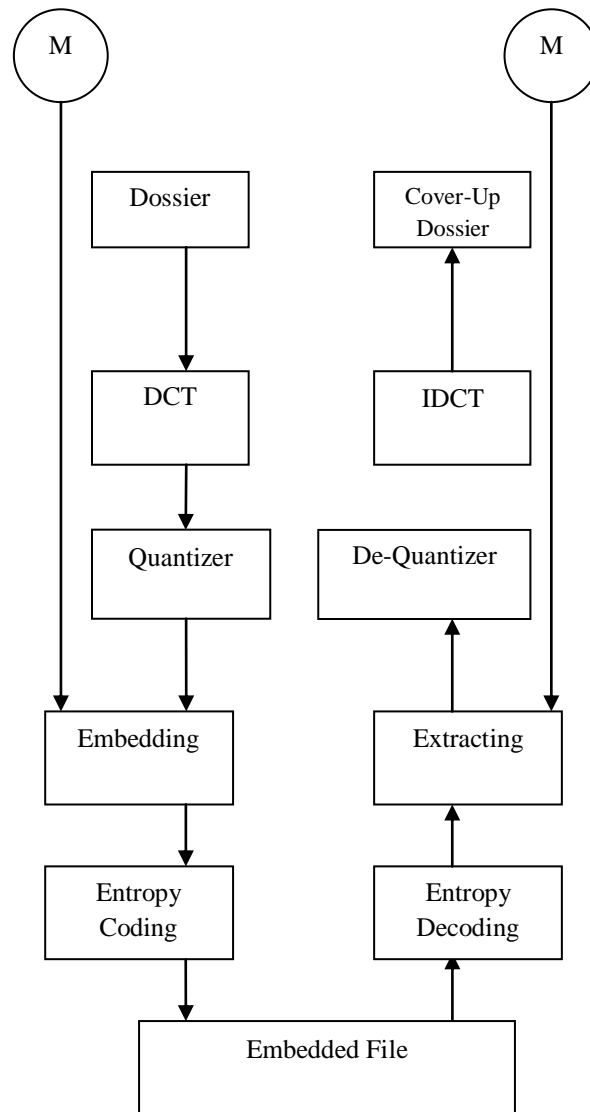 M
M
Dossier
Cover-Up
Dossier
DCT
IDCT
Quantizer
De-Quantizer
Embedding
Extracting
Entropy
Coding
Entropy
Decoding
Embedded File